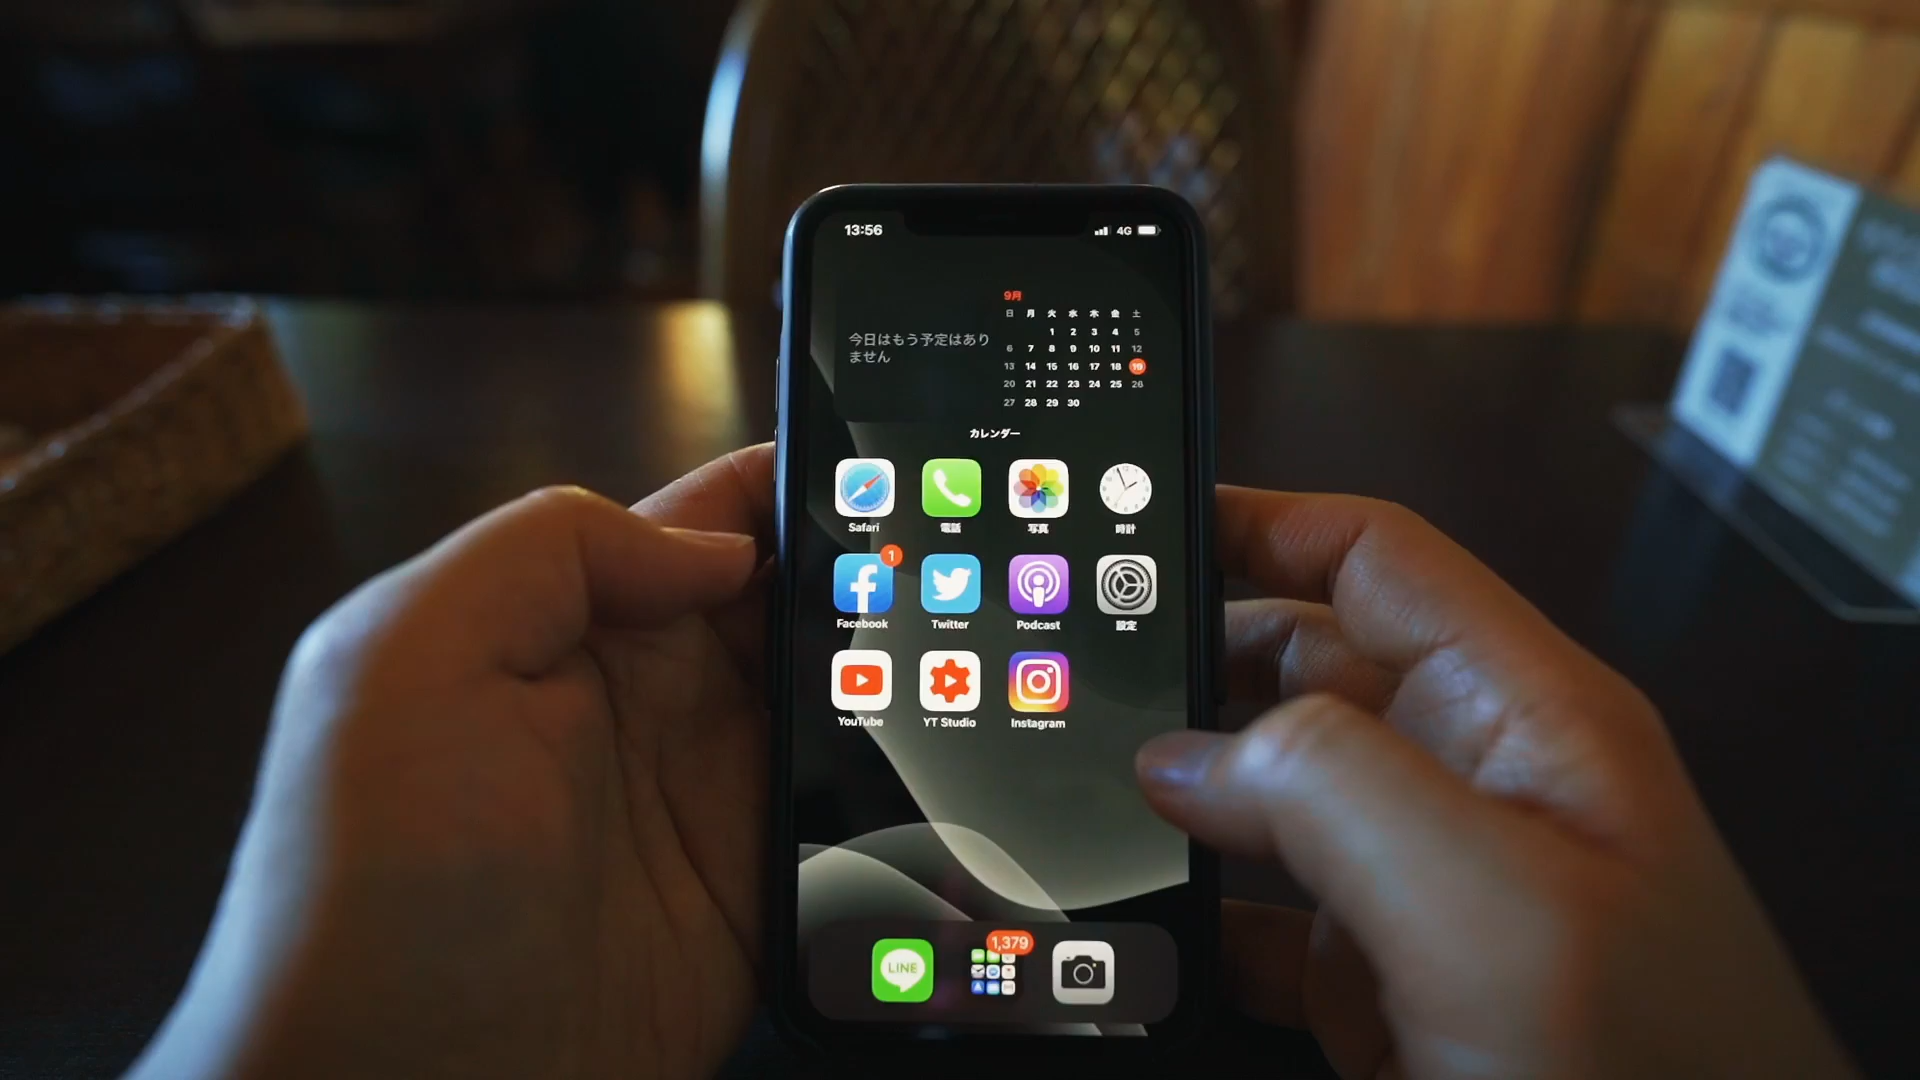 13:56 4G
9月
日 月 火 水 木 金 土
1 2 3 4 5
今日はもう予定はあり
ません
6 7 8 9 10 11 12
13 14 15 16 17 18 19
20 21 22 23 24 25 26
27 28 29 30
カレンダー
Safari 電話 写真 時計
1
Facebook Twitter Podcast 設定
YouTube YT Studio Instagram
1,379
LINE